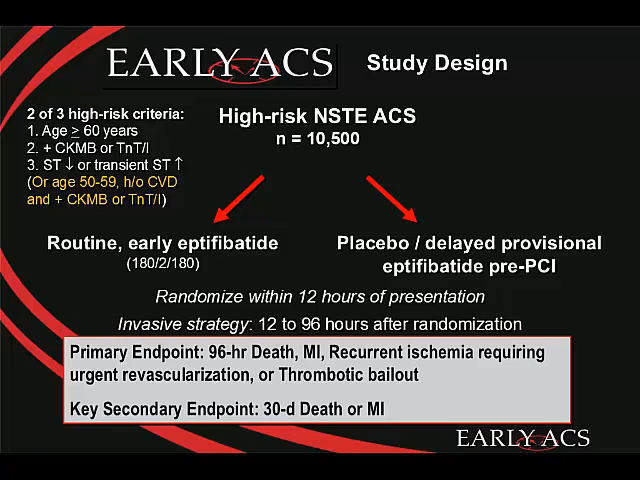 EARLY ACS
Study Design
2 of 3 high-risk criteria:
1. Age ≥ 60 years
2. + CKMB or TnT/I
3. ST ↓ or transient ST ↑
(Or age 50-59, h/o CVD
and + CKMB or TnT/I)
High-risk NSTE ACS
n = 10,500
Routine, early eptifibatide
(180/2/180)
Placebo / delayed provisional
eptifibatide pre-PCI
Randomize within 12 hours of presentation
Invasive strategy: 12 to 96 hours after randomization
Primary Endpoint: 96-hr Death, MI, Recurrent ischemia requiring
urgent revascularization, or Thrombotic bailout
Key Secondary Endpoint: 30-d Death or MI
EARLY ACS